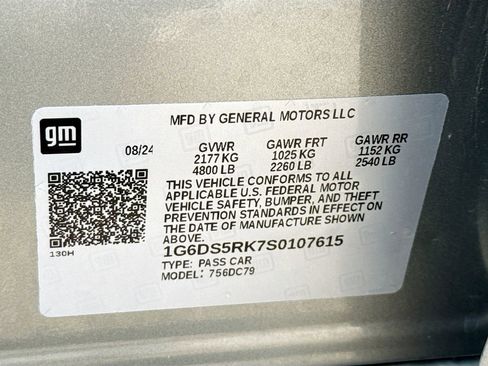 gm
MFD BY GENERAL MOTORS LLC
08/24 GVWR GAWR FRT GAWR RR
2177 KG 1025 KG 1152 KG
4800 LB 2260 LB 2540 LB
THIS VEHICLE CONFORMS TO ALL
APPLICABLE U.S. FEDERAL MOTOR
VEHICLE SAFETY, BUMPER, AND THEFT
PREVENTION STANDARDS IN EFFECT ON
THE DATE OF MANUFACTURE SHOWN
ABOVE.
130H
1G6DS5RK7S0107615
TYPE: PASS CAR
MODEL: 756DC79